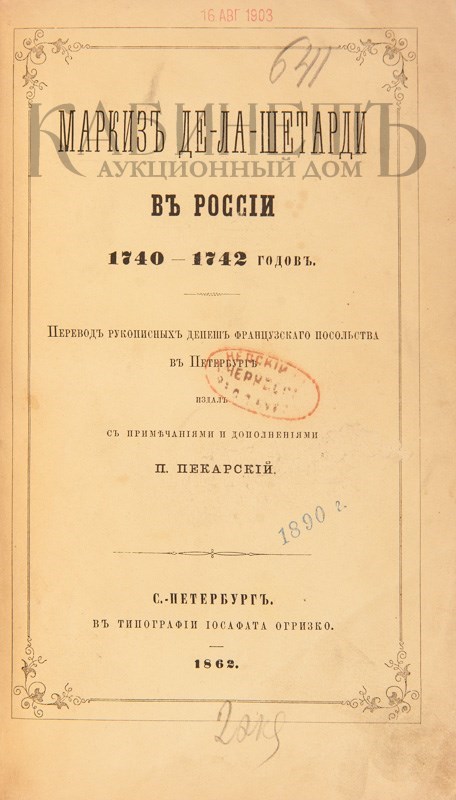 16 АВГ 1903
641
КАБИНЕТЪ
АУКЦИОННЫЙ ДОМ
МАРКИЗЪ ДЕ-ЛА-ШЕТАРДИ
ВЪ РОССІИ
1740 — 1742 ГОДОВЪ.
ПЕРЕВОДЪ РУКОПИСНЫХЪ ДЕПЕШЪ ФРАНЦУЗСКАГО ПОСОЛЬСТВА
ВЪ ПЕТЕРБУРГѢ
ИЗДАЛЪ
СЪ ПРИМѢЧАНІЯМИ И ДОПОЛНЕНІЯМИ
П. ПЕКАРСКІЙ.
1890 г.
С.-ПЕТЕРБУРГЪ.
ВЪ ТИПОГРАФІИ ІОСАФАТА ОГРИЗКО.
1862.